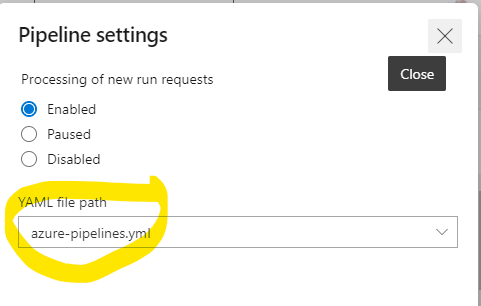 Pipeline settings
Close
Processing of new run requests
Enabled
Paused
Disabled
YAML file path
azure-pipelines.yml